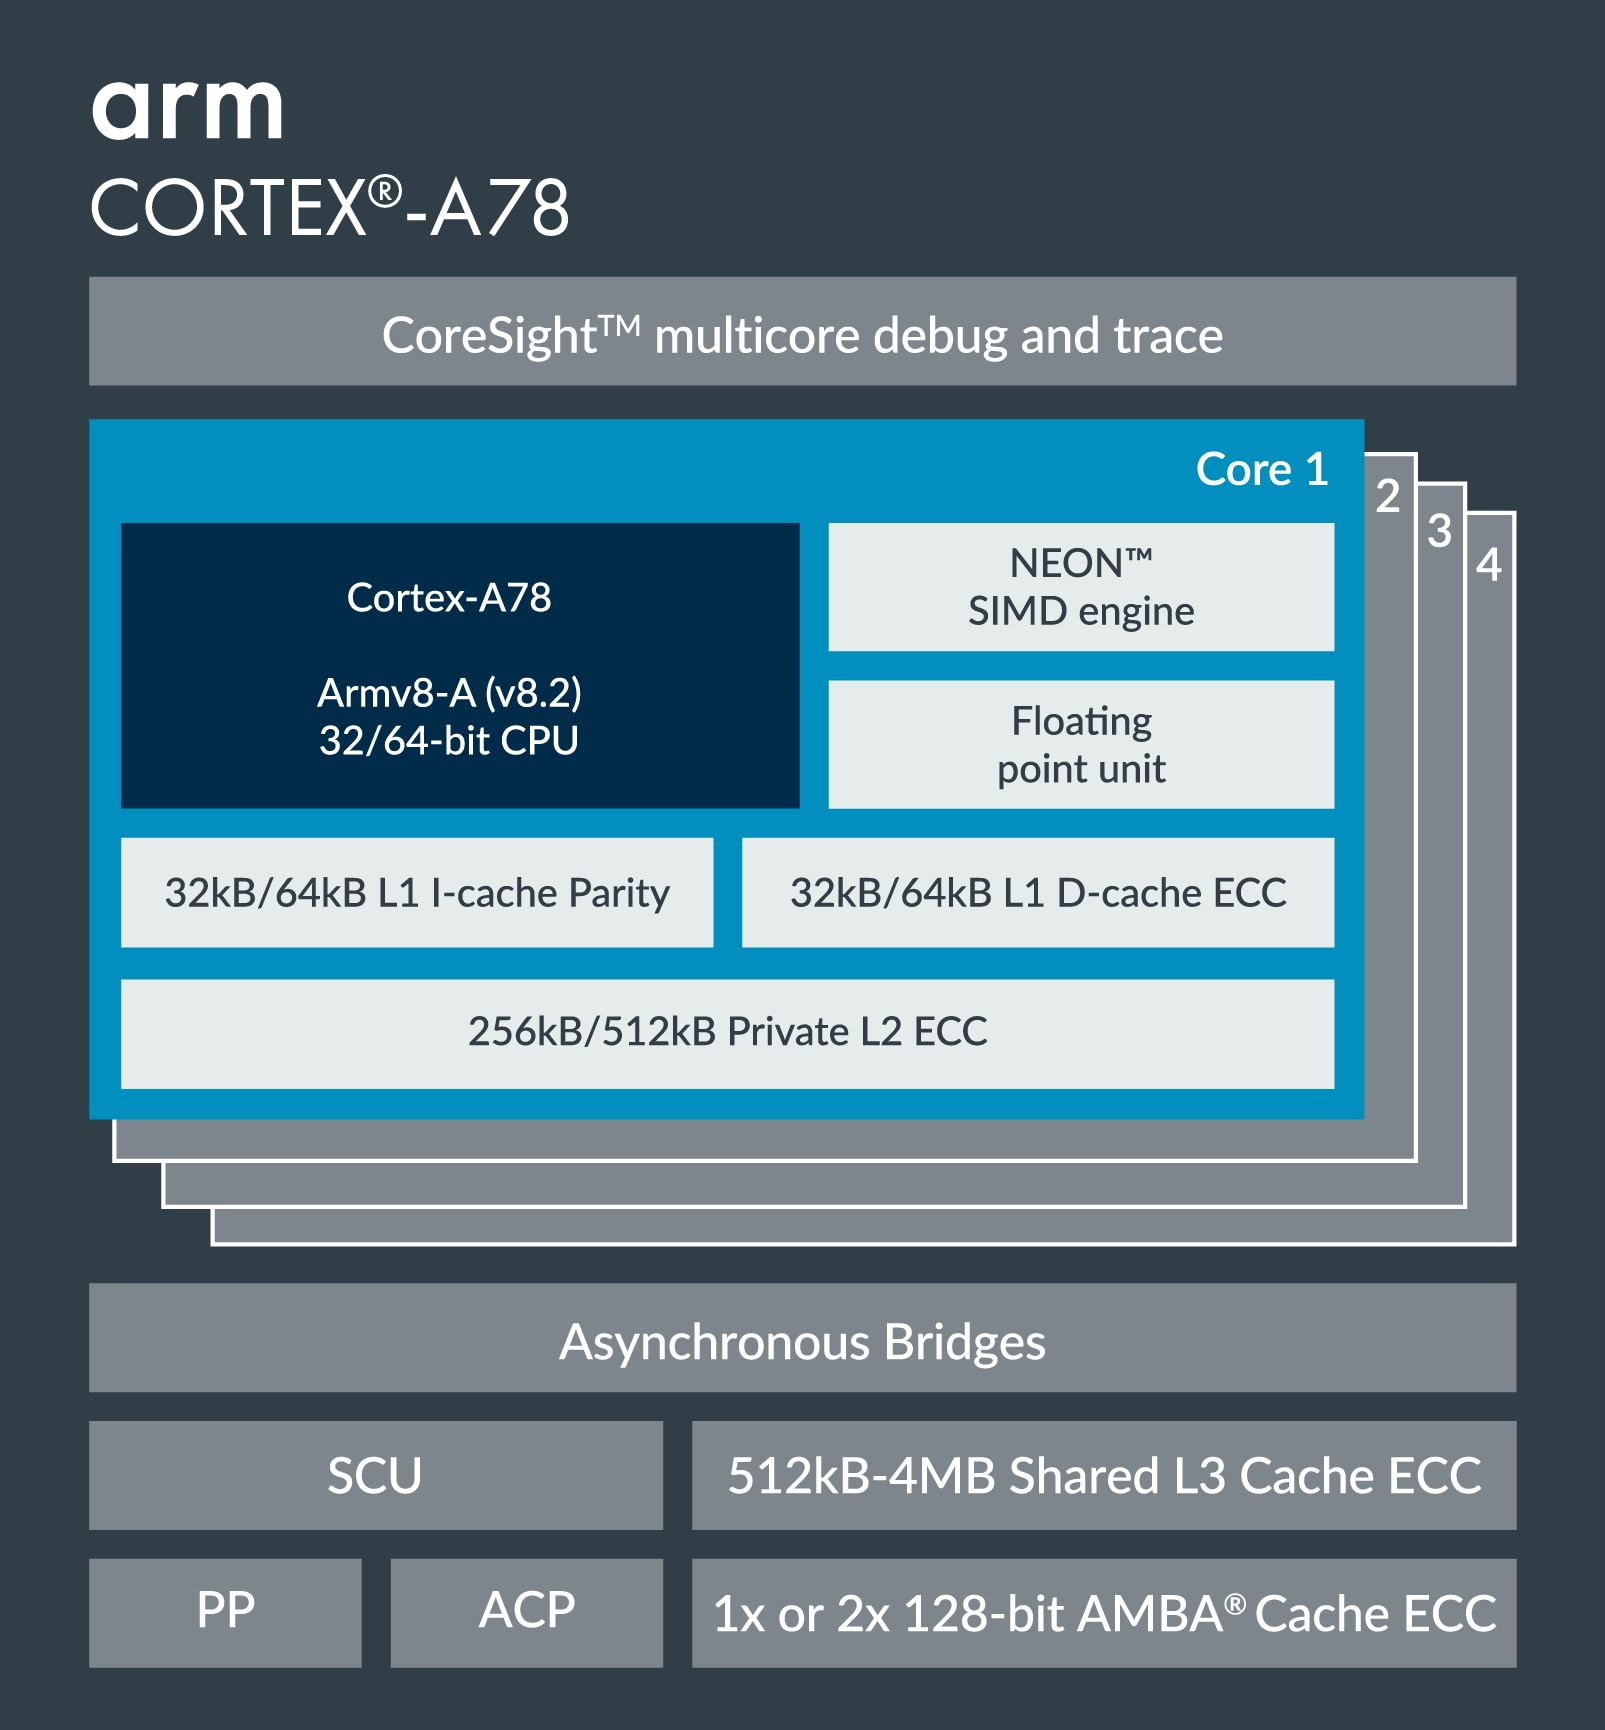 arm
CORTEX®-A78
CoreSight™ multicore debug and trace
Core 1
2
3
4
Cortex-A78
Armv8-A (v8.2)
32/64-bit CPU
NEON™
SIMD engine
Floating
point unit
32kB/64kB L1 I-cache Parity
32kB/64kB L1 D-cache ECC
256kB/512kB Private L2 ECC
Asynchronous Bridges
SCU
512kB-4MB Shared L3 Cache ECC
PP
ACP
1x or 2x 128-bit AMBA® Cache ECC